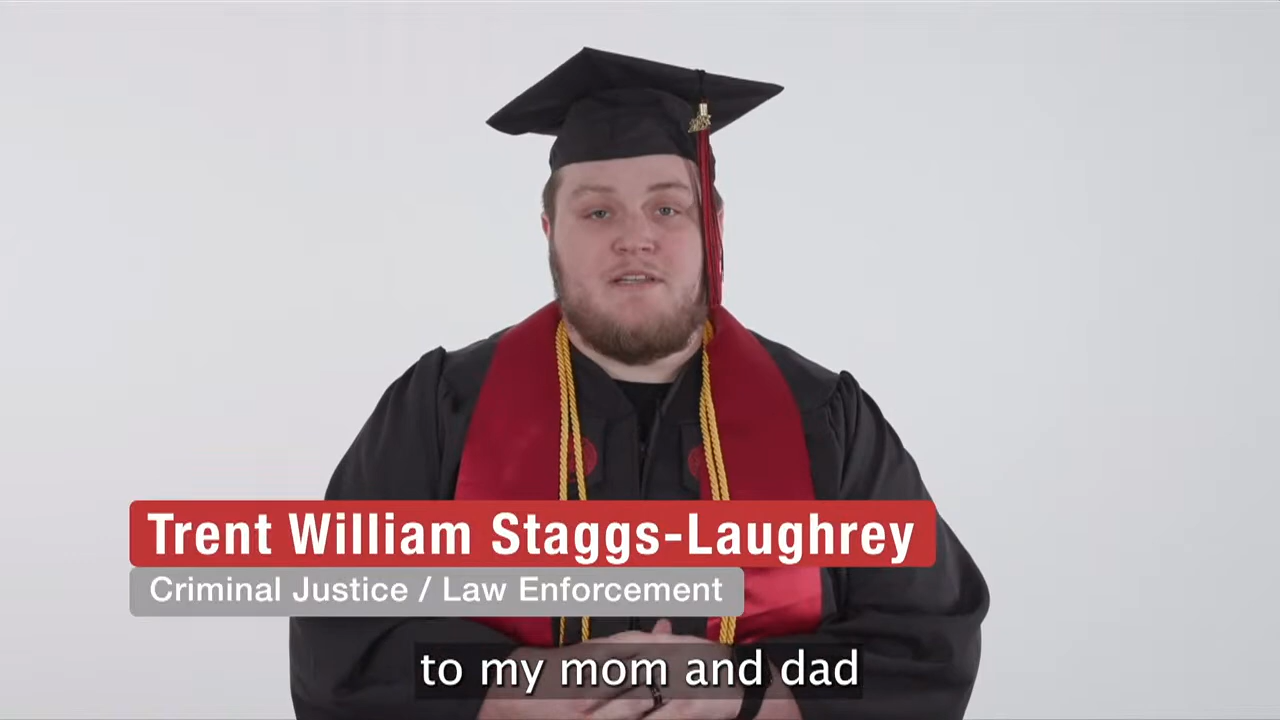 Trent William Staggs-Laughrey
Criminal Justice / Law Enforcement
to my mom and dad